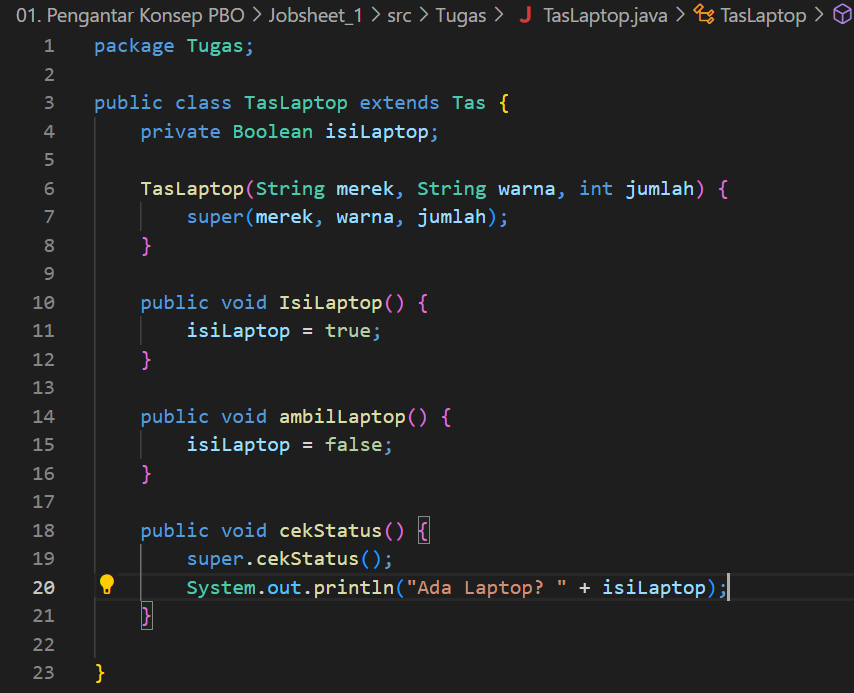 01. Pengantar Konsep PBO > Jobsheet_1 > src > Tugas > J TasLaptop.java > TasLaptop >
1 package Tugas;
2
3 public class TasLaptop extends Tas {
4     private Boolean isiLaptop;
5
6     TasLaptop(String merek, String warna, int jumlah) {
7         super(merek, warna, jumlah);
8     }
9
10     public void IsiLaptop() {
11         isiLaptop = true;
12     }
13
14     public void ambilLaptop() {
15         isiLaptop = false;
16     }
17
18     public void cekStatus() {
19         super.cekStatus();
20         System.out.println("Ada Laptop? " + isiLaptop);
21     }
22
23 }